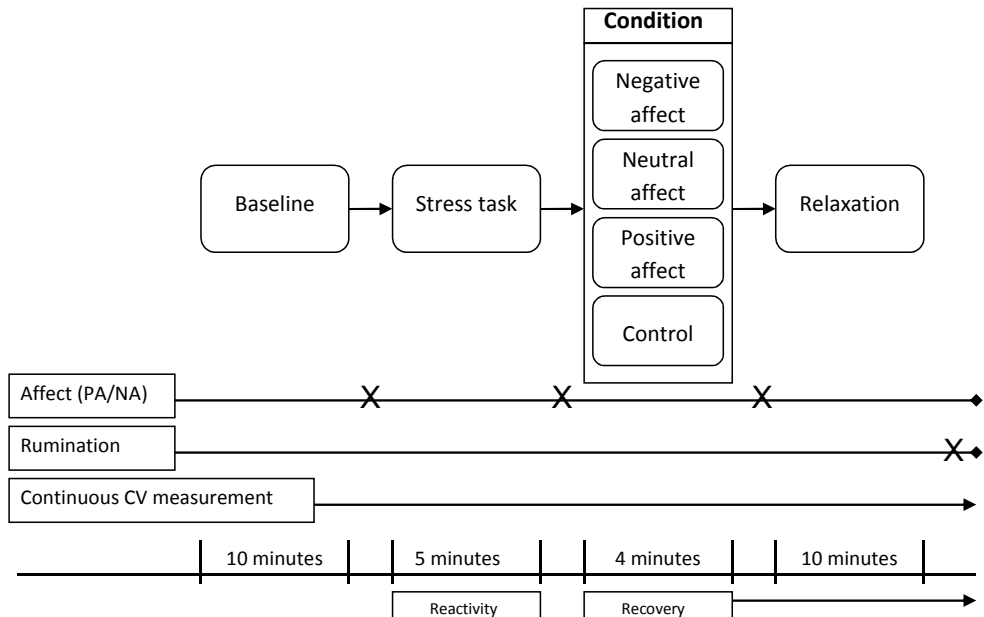 Condition
Negative
affect
Neutral
affect
Positive
affect
Control
Baseline
Stress task
Relaxation
Affect (PA/NA)
X X X
Rumination
X
Continuous CV measurement
10 minutes 5 minutes 4 minutes 10 minutes
Reactivity Recovery